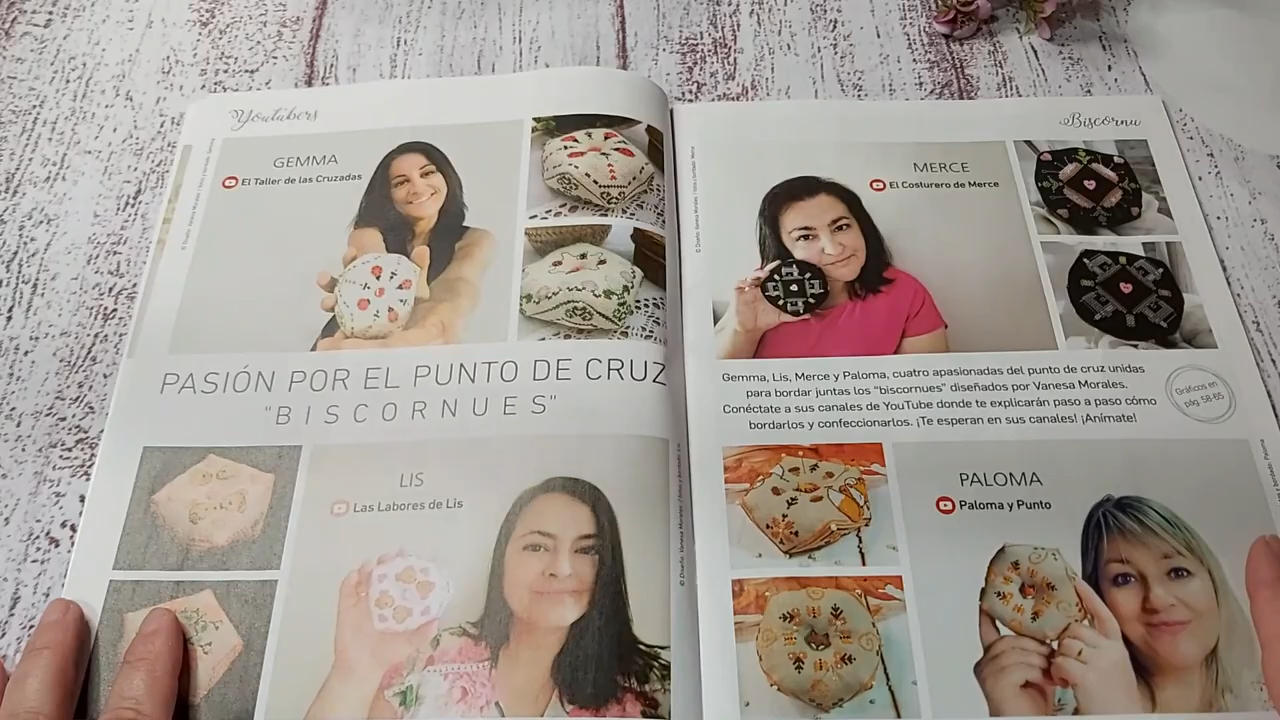 Youtubers
GEMMA
El Taller de las Cruzadas
PASIÓN POR EL PUNTO DE CRUZ
"BISCORNUES"
LIS
Las Labores de Lis
Biscornu
MERCE
El Costurero de Merce
Gemma, Lis, Merce y Paloma, cuatro apasionadas del punto de cruz unidas
para bordar juntas los "biscornues" diseñados por Vanesa Morales.
Conéctate a sus canales de YouTube donde te explicarán paso a paso cómo
bordarlos y confeccionarlos. ¡Te esperan en sus canales! ¡Anímate!
Gráficos en
pág. 58-65
PALOMA
Paloma y Punto